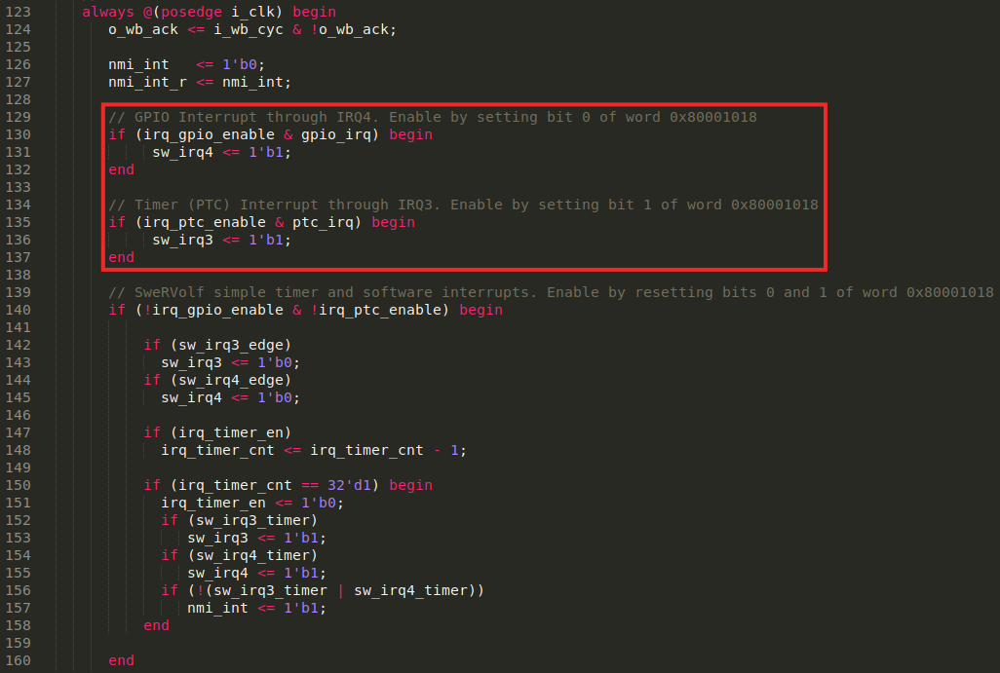 123 always @(posedge i_clk) begin
124 o_wb_ack <= i_wb_cyc & !o_wb_ack;
125
126 nmi_int   <= 1'b0;
127 nmi_int_r <= nmi_int;
128
129 // GPIO Interrupt through IRQ4. Enable by setting bit 0 of word 0x80001018
130 if (irq_gpio_enable & gpio_irq) begin
131 sw_irq4 <= 1'b1;
132 end
133
134 // Timer (PTC) Interrupt through IRQ3. Enable by setting bit 1 of word 0x80001018
135 if (irq_ptc_enable & ptc_irq) begin
136 sw_irq3 <= 1'b1;
137 end
138
139 // SweRVolf simple timer and software interrupts. Enable by resetting bits 0 and 1 of word 0x80001018
140 if (!irq_gpio_enable & !irq_ptc_enable) begin
141
142 if (sw_irq3_edge)
143 sw_irq3 <= 1'b0;
144 if (sw_irq4_edge)
145 sw_irq4 <= 1'b0;
146
147 if (irq_timer_en)
148 irq_timer_cnt <= irq_timer_cnt - 1;
149
150 if (irq_timer_cnt == 32'd1) begin
151 irq_timer_en <= 1'b0;
152 if (sw_irq3_timer)
153 sw_irq3 <= 1'b1;
154 if (sw_irq4_timer)
155 sw_irq4 <= 1'b1;
156 if (!(sw_irq3_timer | sw_irq4_timer))
157 nmi_int <= 1'b1;
158 end
159
160 end